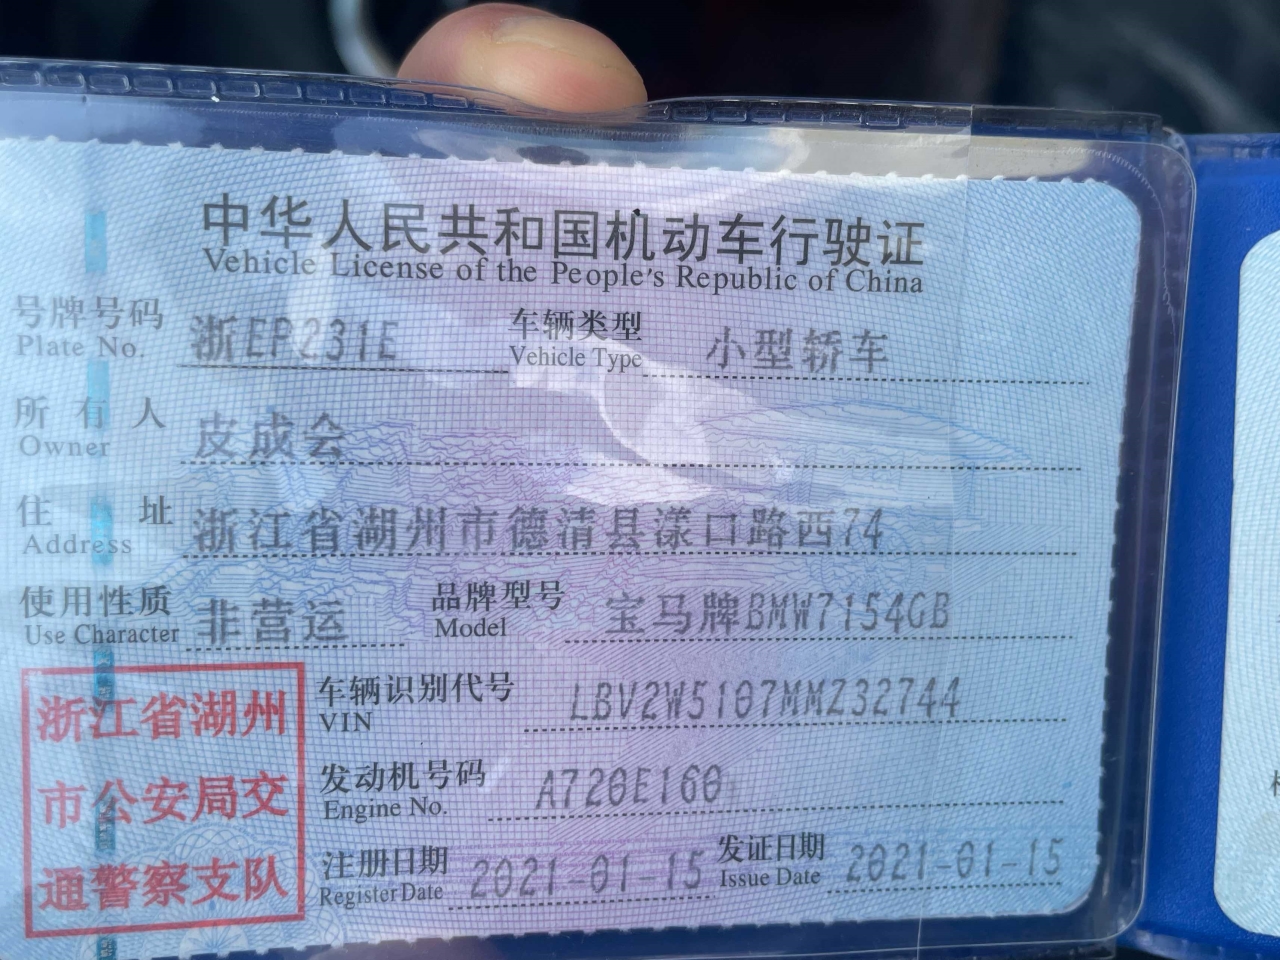 中华人民共和国机动车行驶证
Vehicle License of the People's Republic of China
号牌号码 浙EP231E 车辆类型 小型轿车
Plate No. Vehicle Type
所有人 皮成会
Owner
住址 浙江省湖州市德清县漾口路西74
Address
使用性质 非营运 品牌型号 宝马牌BMW7154GB
Use Character Model
车辆识别代号 LBV2W5107MMZ32744
VIN
发动机号码 A720E160
Engine No.
注册日期 2021-01-15 发证日期 2021-01-15
Register Date Issue Date
浙江省湖州
市公安局交
通警察支队